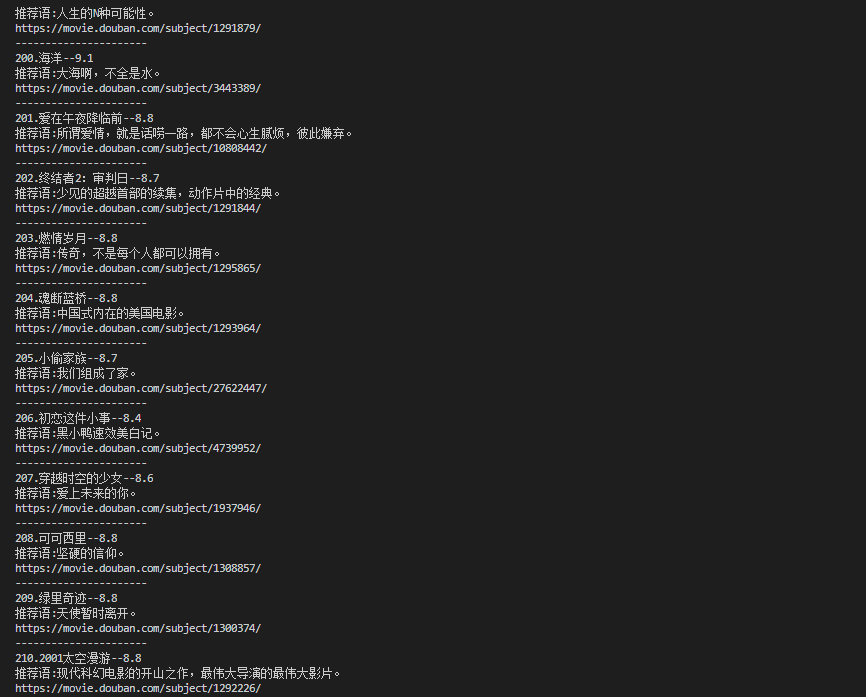 推荐语:人生的N种可能性。
https://movie.douban.com/subject/1291879/
----------------------
200.海洋--9.1
推荐语:大海啊，不全是水。
https://movie.douban.com/subject/3443389/
----------------------
201.爱在午夜降临前--8.8
推荐语:所谓爱情，就是话唠一路，都不会心生腻烦，彼此嫌弃。
https://movie.douban.com/subject/10808442/
----------------------
202.终结者2: 审判日--8.7
推荐语:少见的超越首部的续集，动作片中的经典。
https://movie.douban.com/subject/1291844/
----------------------
203.燃情岁月--8.8
推荐语:传奇，不是每个人都可以拥有。
https://movie.douban.com/subject/1295865/
----------------------
204.魂断蓝桥--8.8
推荐语:中国式内在的美国电影。
https://movie.douban.com/subject/1293964/
----------------------
205.小偷家族--8.7
推荐语:我们组成了家。
https://movie.douban.com/subject/27622447/
----------------------
206.初恋这件小事--8.4
推荐语:黑小鸭速效美白记。
https://movie.douban.com/subject/4739952/
----------------------
207.穿越时空的少女--8.6
推荐语:爱上未来的你。
https://movie.douban.com/subject/1937946/
----------------------
208.可可西里--8.8
推荐语:坚硬的信仰。
https://movie.douban.com/subject/1308857/
----------------------
209.绿里奇迹--8.8
推荐语:天使暂时离开。
https://movie.douban.com/subject/1300374/
----------------------
210.2001太空漫游--8.8
推荐语:现代科幻电影的开山之作，最伟大导演的最伟大影片。
https://movie.douban.com/subject/1292226/